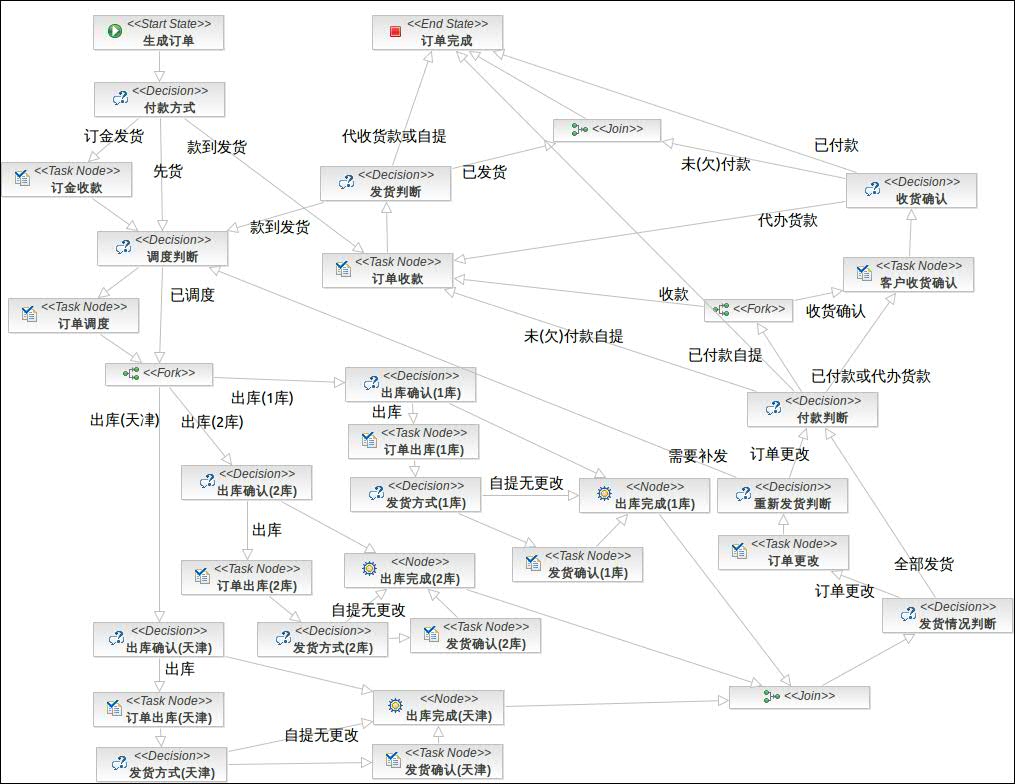 <<Start State>>
生成订单
<<End State>>
订单完成
<<Decision>>
付款方式
订金发货
先货
款到发货
代收货款或自提
<<Join>>
已付款
未(欠)付款
<<Task Node>>
订金收款
<<Decision>>
发货判断
已发货
<<Decision>>
收货确认
款到发货
代办货款
<<Decision>>
调度判断
<<Task Node>>
订单收款
<<Task Node>>
客户收货确认
已调度
收款
<<Task Node>>
订单调度
<<Fork>>
收货确认
未(欠)付款自提
已付款自提
<<Fork>>
出库(1库)
<<Decision>>
出库确认(1库)
已付款或代办货款
出库(天津)
出库(2库)
出库
<<Decision>>
付款判断
<<Task Node>>
订单出库(1库)
需要补发
订单更改
<<Decision>>
出库确认(2库)
<<Decision>>
发货方式(1库)
自提无更改
<<Node>>
出库完成(1库)
<<Decision>>
重新发货判断
出库
<<Task Node>>
订单更改
<<Task Node>>
订单出库(2库)
<<Node>>
出库完成(2库)
<<Task Node>>
发货确认(1库)
全部发货
订单更改
自提无更改
<<Decision>>
发货情况判断
<<Decision>>
出库确认(天津)
<<Decision>>
发货方式(2库)
<<Task Node>>
发货确认(2库)
出库
<<Task Node>>
订单出库(天津)
<<Node>>
出库完成(天津)
<<Join>>
自提无更改
<<Decision>>
发货方式(天津)
<<Task Node>>
发货确认(天津)